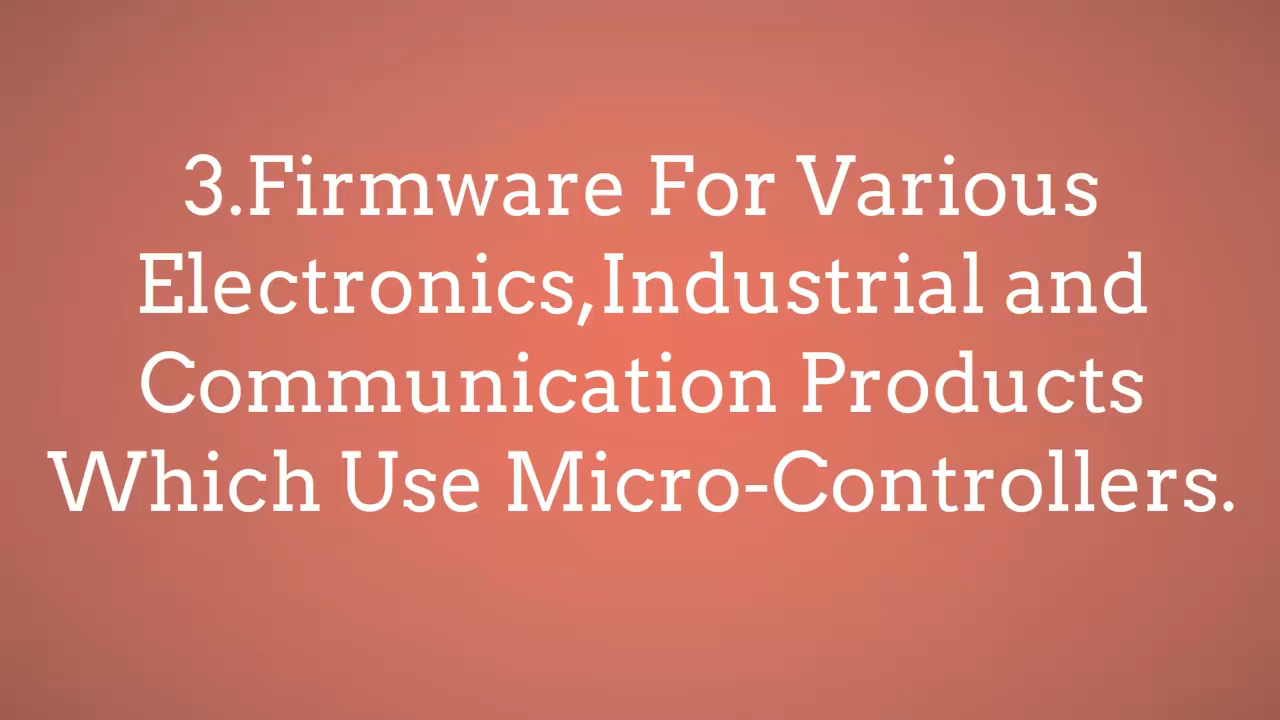 3.Firmware For Various
Electronics,Industrial and
Communication Products
Which Use Micro-Controllers.